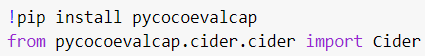 !pip install pycocoevalcap
from pycocoevalcap.cider.cider import Cider